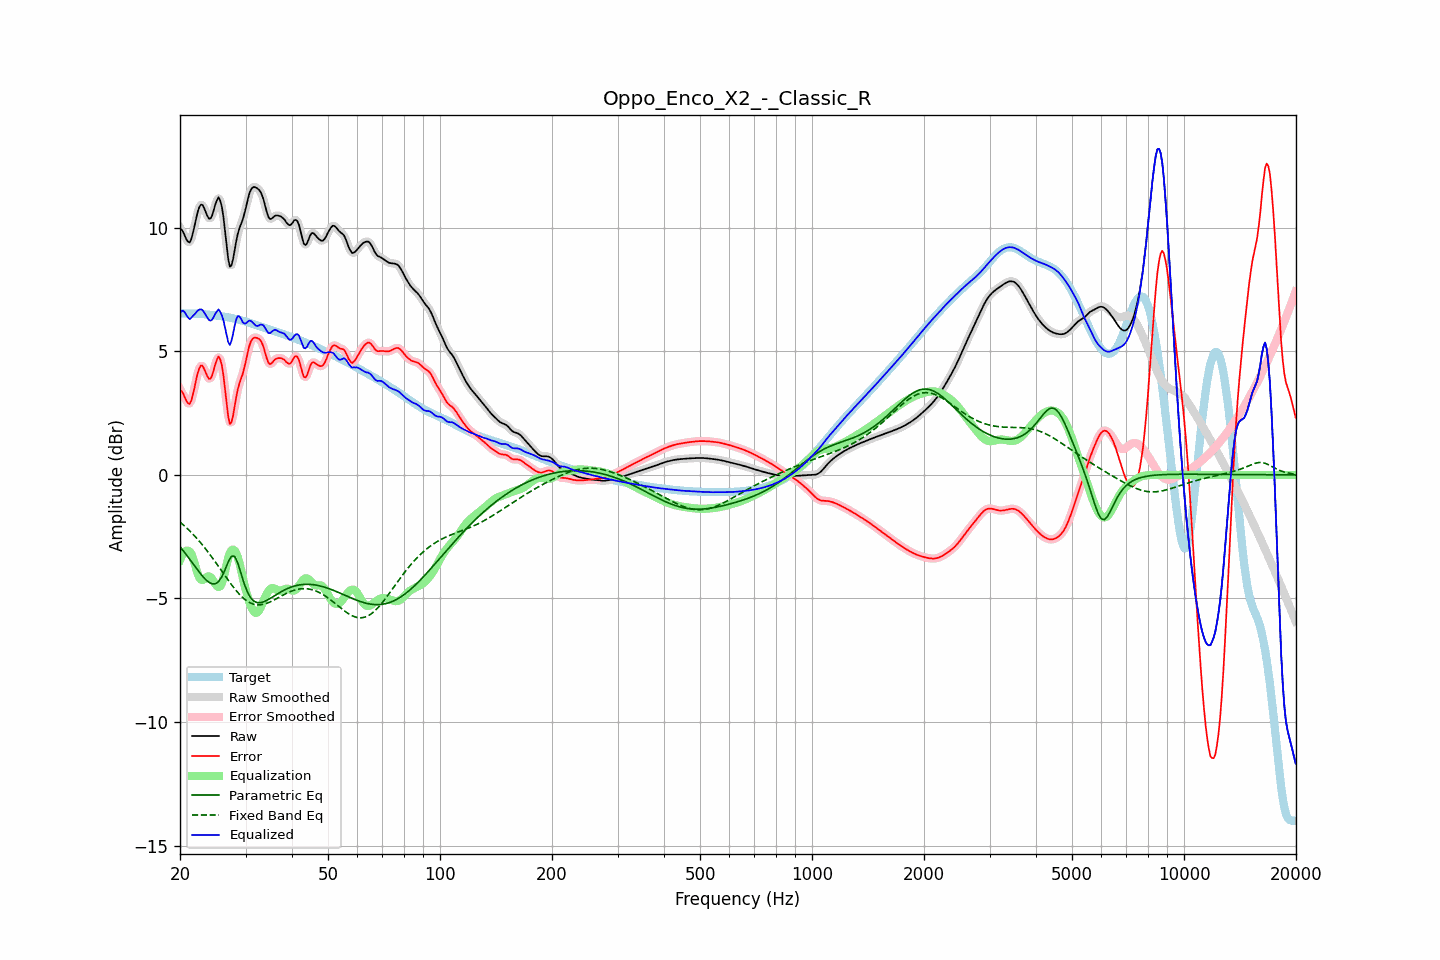 Oppo_Enco_X2_-_Classic_R
Amplitude (dBr)
10
5
0
−5
−10
−15
Target
Raw Smoothed
Error Smoothed
Raw
Error
Equalization
Parametric Eq
Fixed Band Eq
Equalized
20 50 100 200 500 1000 2000 5000 10000 20000
Frequency (Hz)